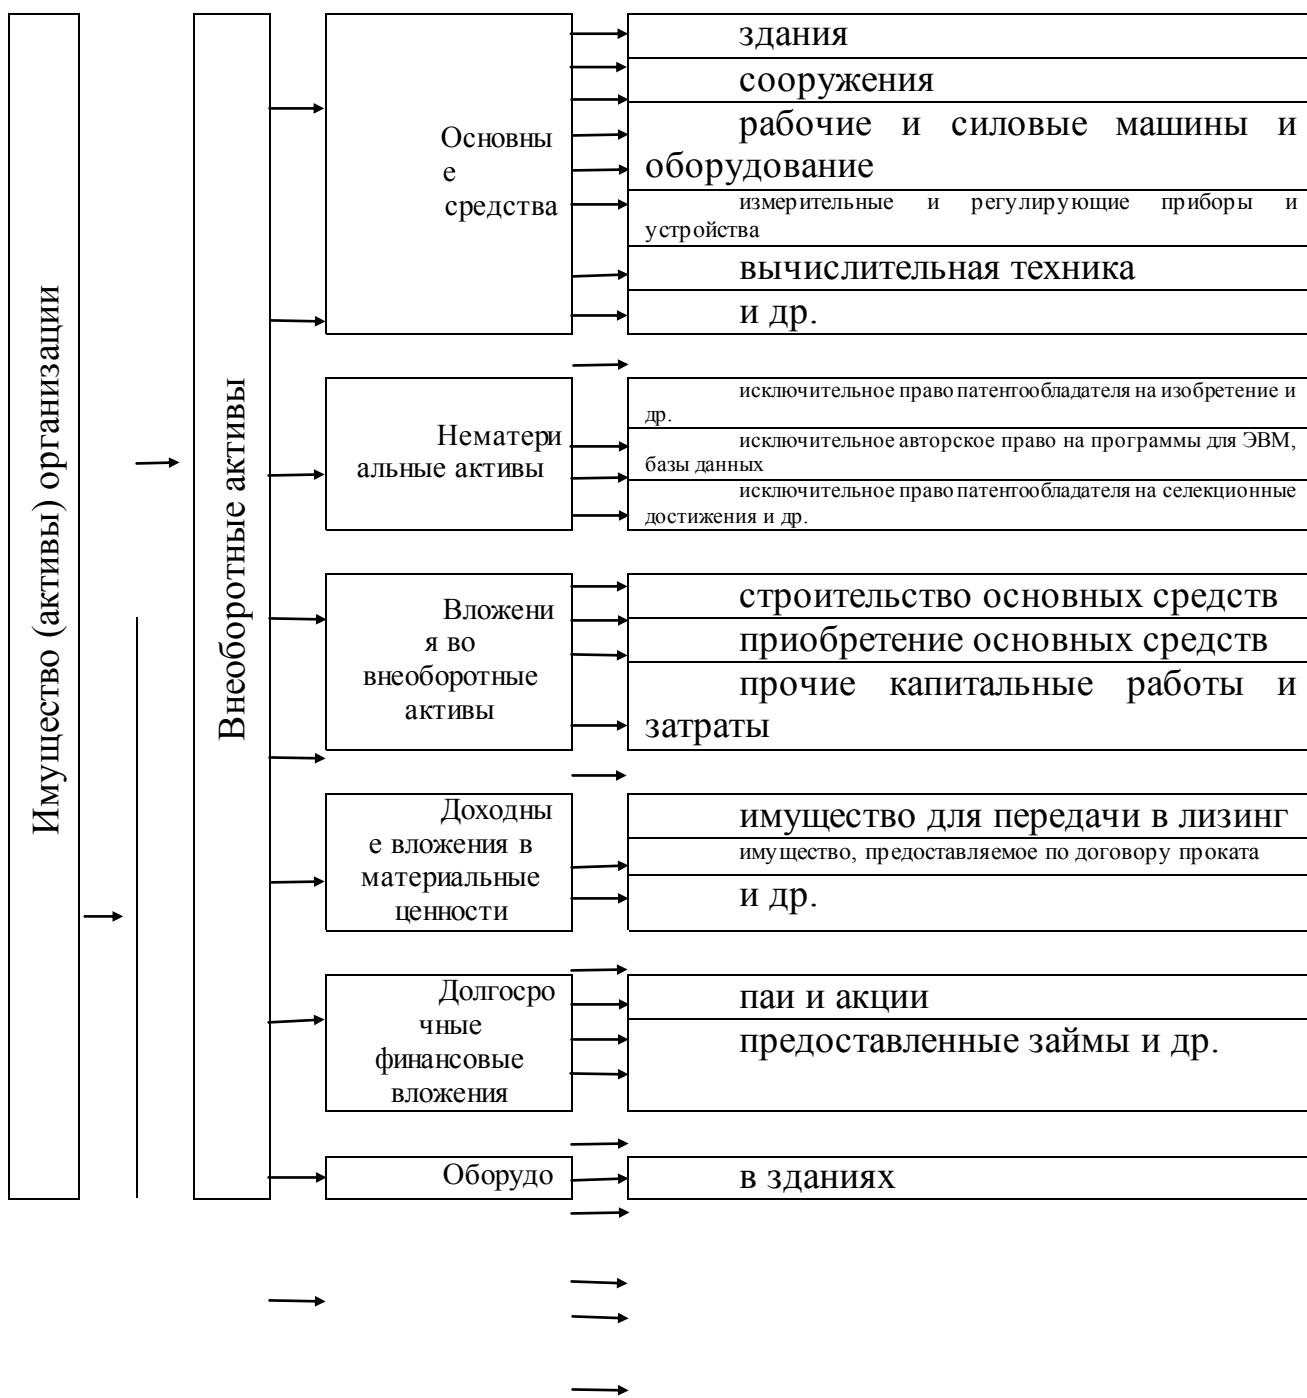 Имущество (активы) организации
Внеоборотные активы
Основны
е
средства
здания
сооружения
рабочие и силовые машины и
оборудование
измерительные и регулирующие приборы и
устройства
вычислительная техника
и др.
Нематери
альные активы
исключительное право патентообладателя на изобретение и
др.
исключительное авторское право на программы для ЭВМ,
базы данных
исключительное право патентообладателя на селекционные
достижения и др.
Вложени
я во
внеоборотные
активы
строительство основных средств
приобретение основных средств
прочие капитальные работы и
затраты
Доходны
е вложения в
материальные
ценности
имущество для передачи в лизинг
имущество, предоставляемое по договору проката
и др.
Долгосро
чные
финансовые
вложения
паи и акции
предоставленные займы и др.
Оборудо
в зданиях